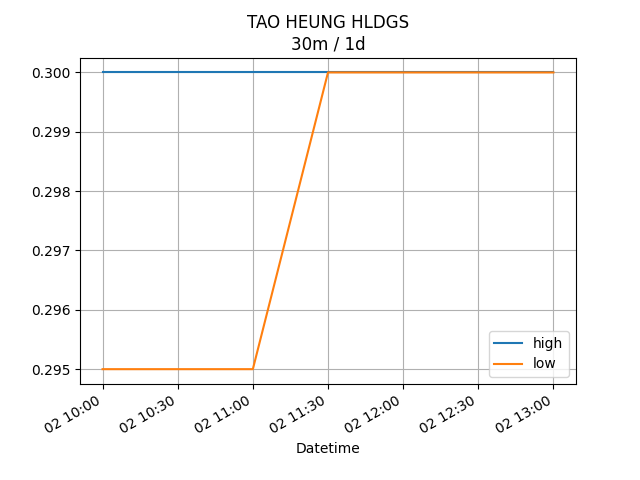 TAO HEUNG HLDGS
30m / 1d
0.300
0.299
0.298
0.297
0.296
0.295
high
low
02 10:00
02 10:30
02 11:00
02 11:30
02 12:00
02 12:30
02 13:00
Datetime